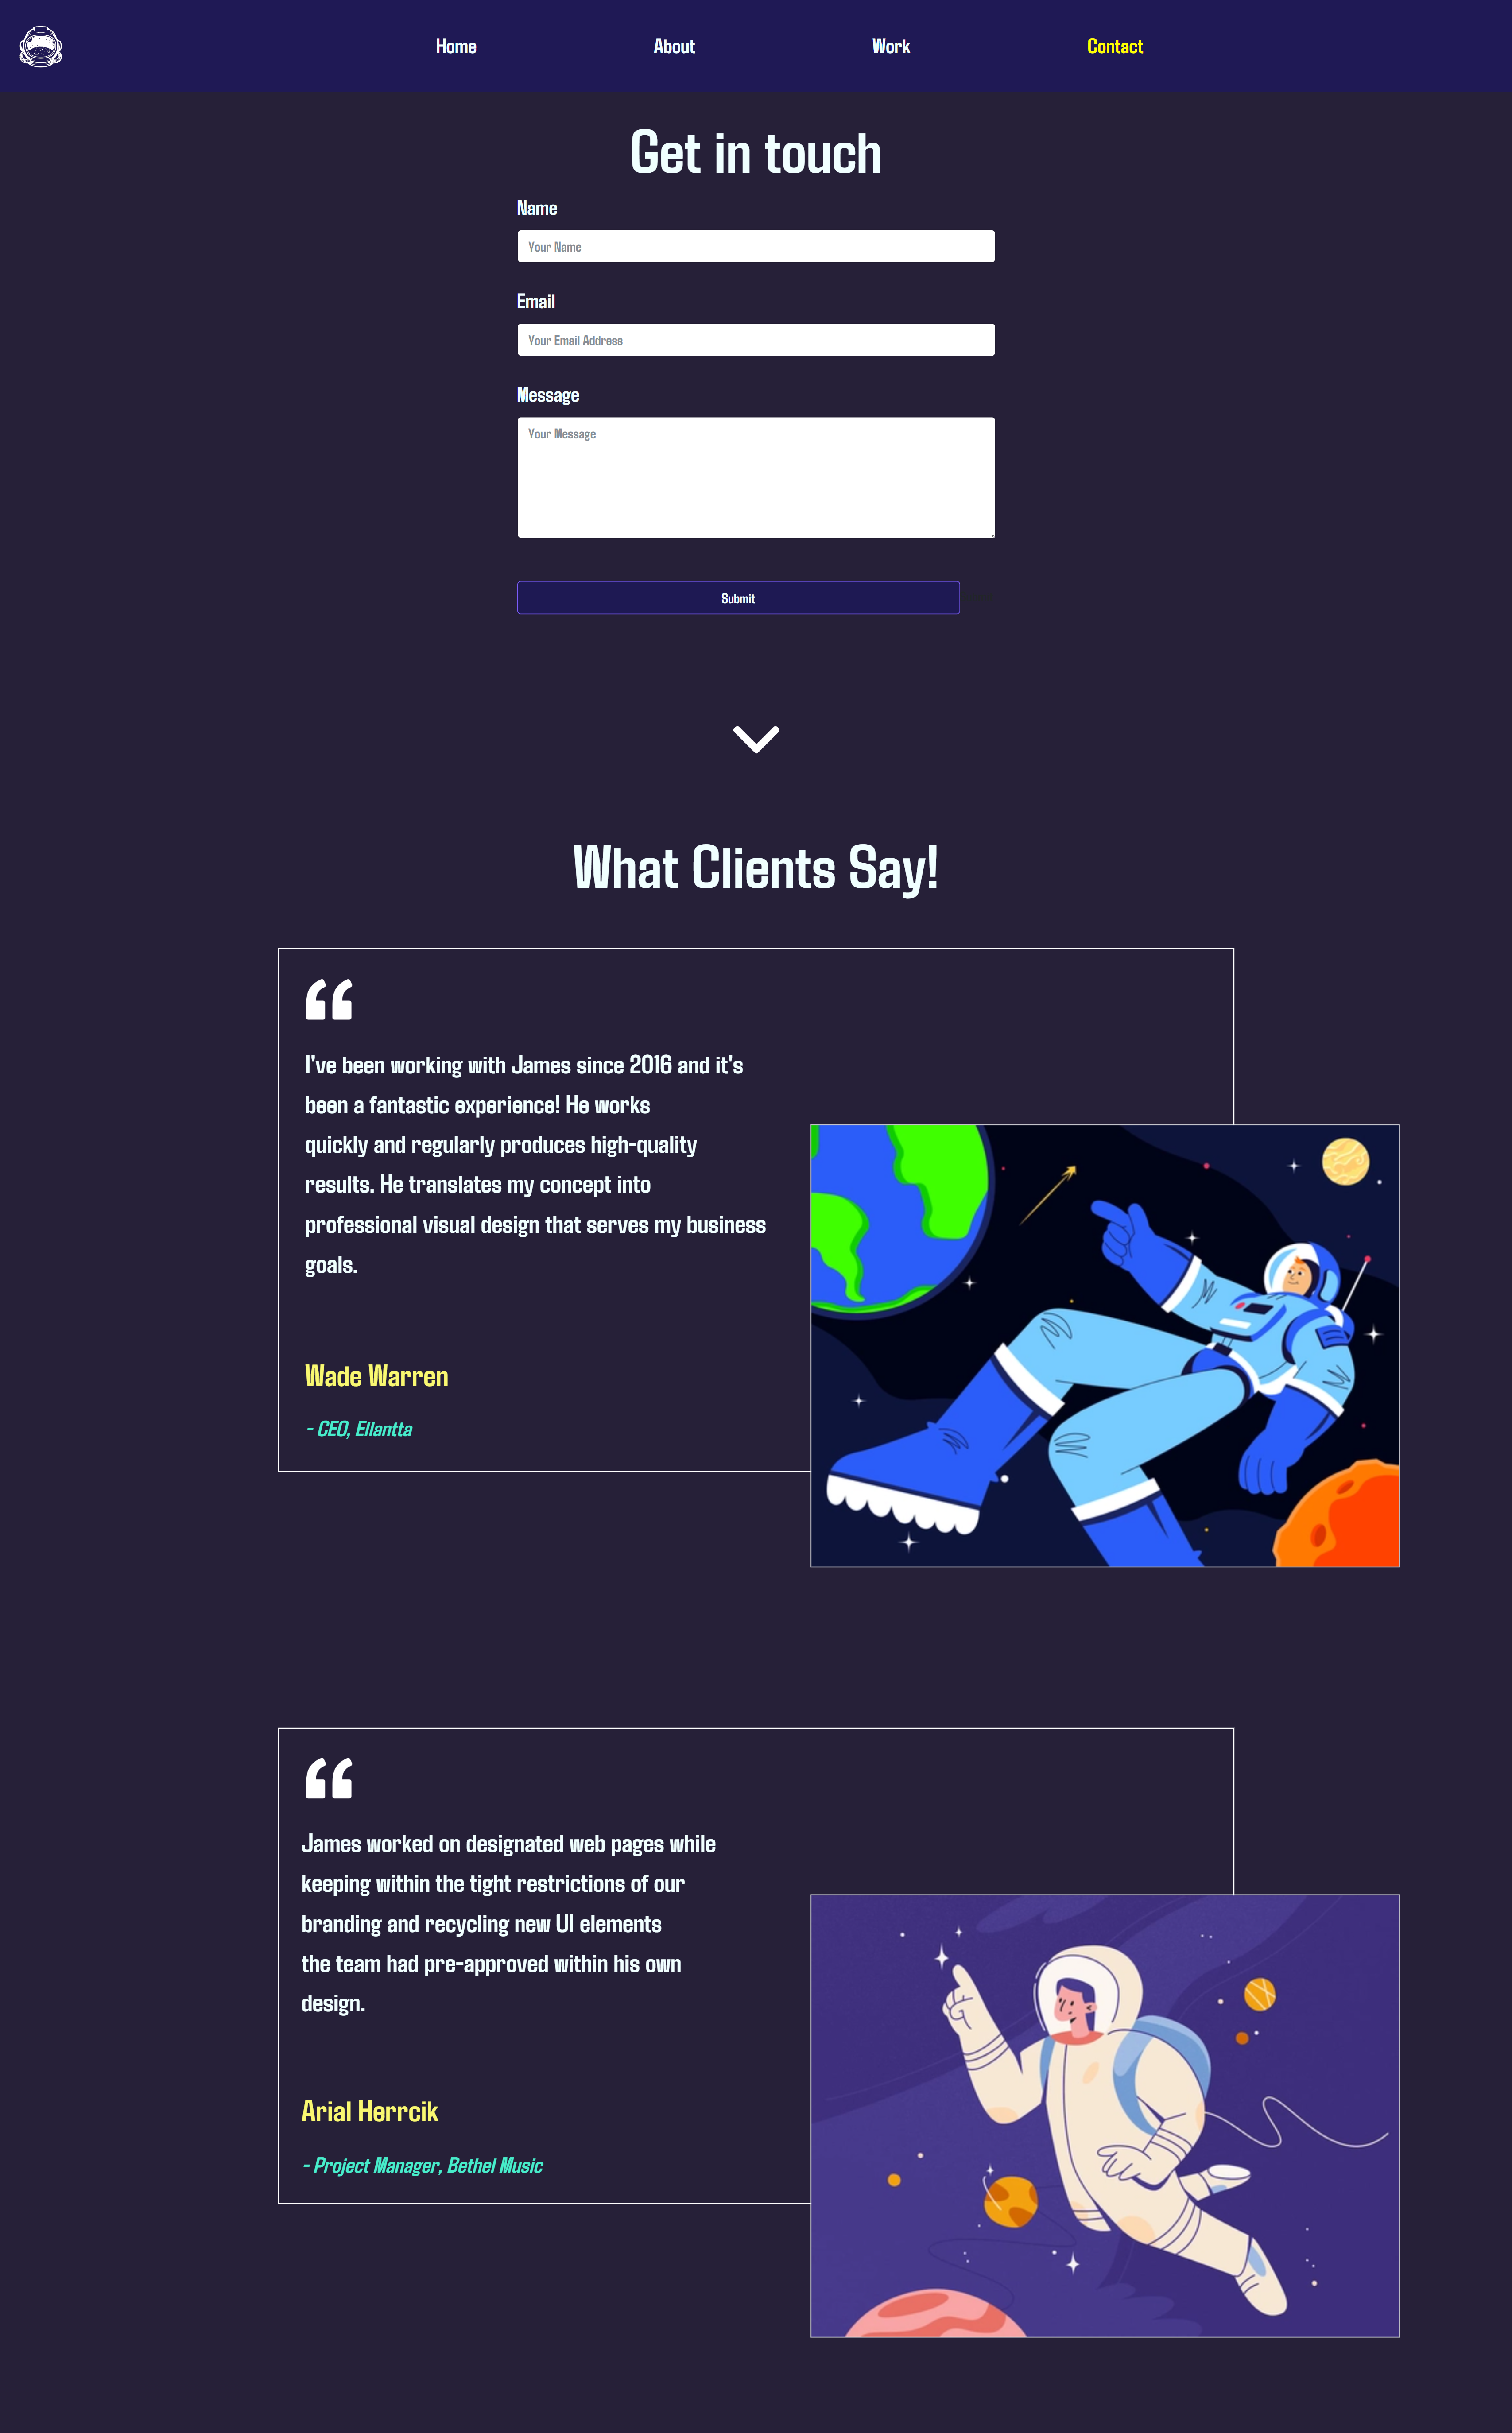 Home
About
Work
Contact
Get in touch
Name
Your Name
Email
Your Email Address
Message
Your Message
Submit
What Clients Say!
I've been working with James since 2016 and it's
been a fantastic experience! He works
quickly and regularly produces high-quality
results. He translates my concept into
professional visual design that serves my business
goals.
Wade Warren
- CEO, Ellantta
James worked on designated web pages while
keeping within the tight restrictions of our
branding and recycling new UI elements
the team had pre-approved within his own
design.
Arial Herrcik
- Project Manager, Bethel Music